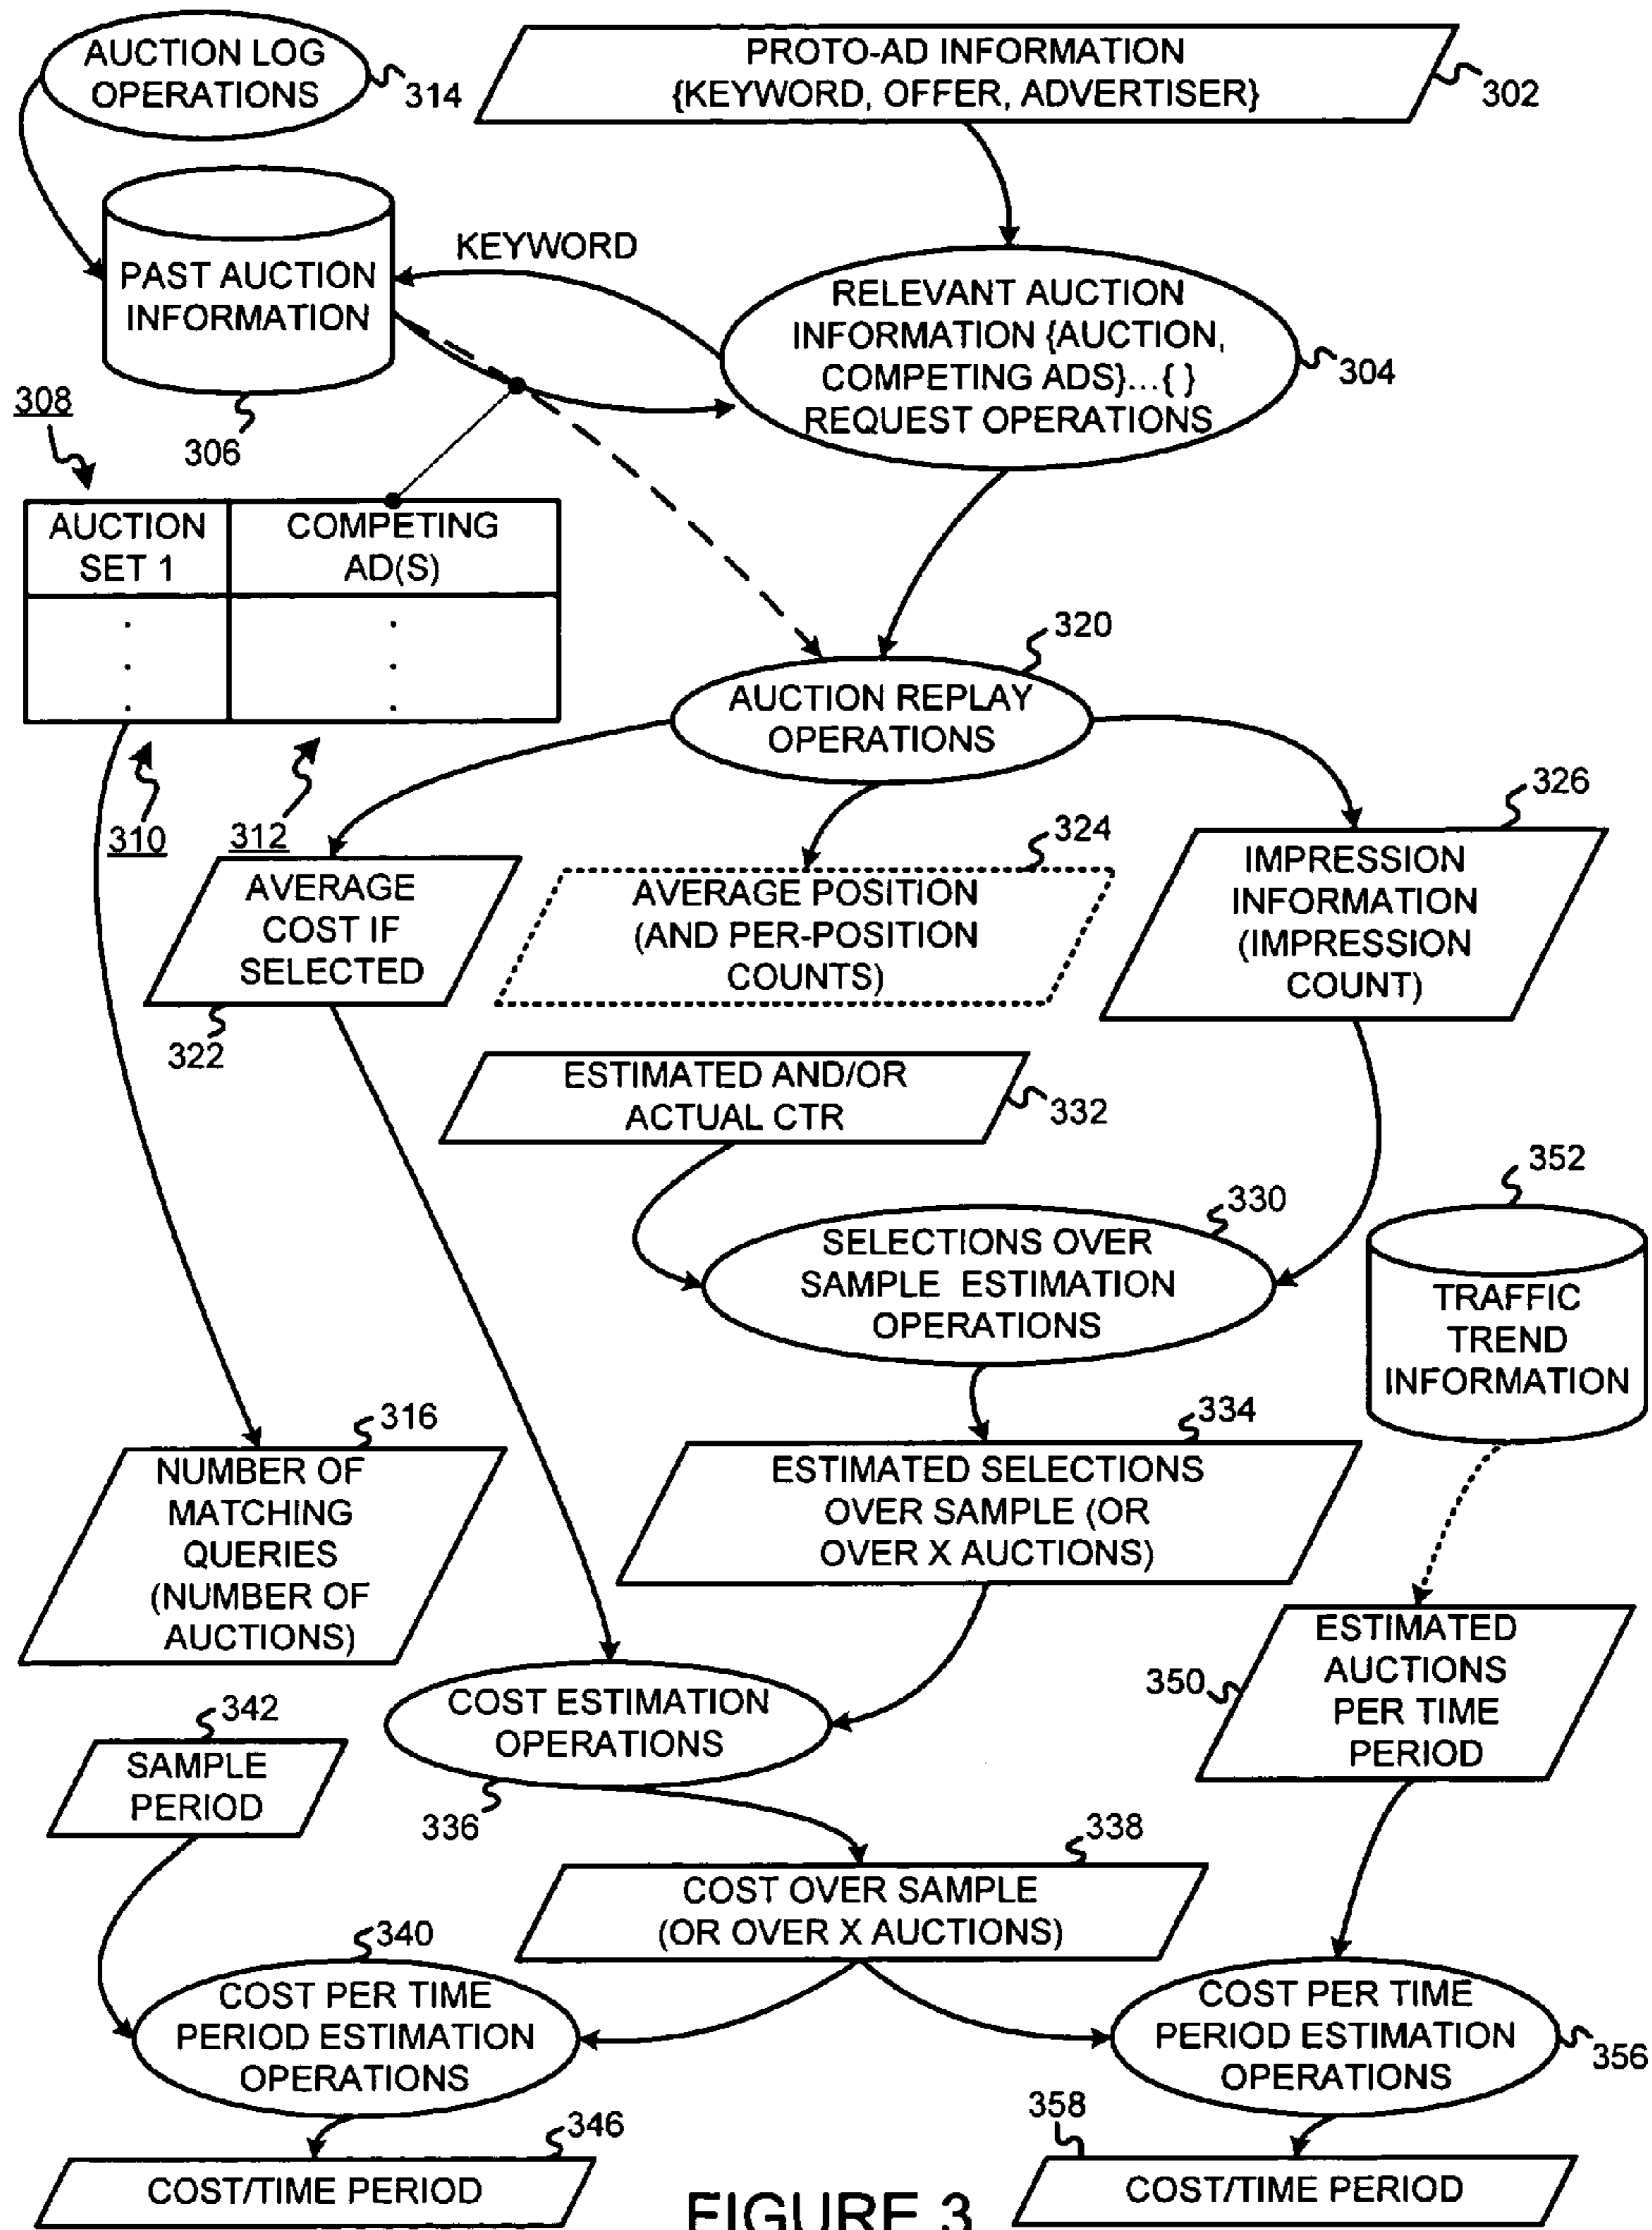 AUCTION LOG
OPERATIONS
314
PROTO-AD INFORMATION
{KEYWORD, OFFER, ADVERTISER}
302
KEYWORD
PAST AUCTION
INFORMATION
306
RELEVANT AUCTION
INFORMATION {AUCTION,
COMPETING ADS}...{ }
REQUEST OPERATIONS
304
308
AUCTION
SET 1
COMPETING
AD(S)
.
.
.
.
.
.
310
312
320
AUCTION REPLAY
OPERATIONS
AVERAGE
COST IF
SELECTED
322
324
AVERAGE POSITION
(AND PER-POSITION
COUNTS)
326
IMPRESSION
INFORMATION
(IMPRESSION
COUNT)
ESTIMATED AND/OR
ACTUAL CTR
332
330
SELECTIONS OVER
SAMPLE ESTIMATION
OPERATIONS
352
TRAFFIC
TREND
INFORMATION
316
NUMBER OF
MATCHING
QUERIES
(NUMBER OF
AUCTIONS)
334
ESTIMATED SELECTIONS
OVER SAMPLE (OR
OVER X AUCTIONS)
350
ESTIMATED
AUCTIONS
PER TIME
PERIOD
342
SAMPLE
PERIOD
COST ESTIMATION
OPERATIONS
336
338
COST OVER SAMPLE
(OR OVER X AUCTIONS)
340
COST PER TIME
PERIOD ESTIMATION
OPERATIONS
COST PER TIME
PERIOD ESTIMATION
OPERATIONS
356
346
COST/TIME PERIOD
358
COST/TIME PERIOD
FIGURE 3